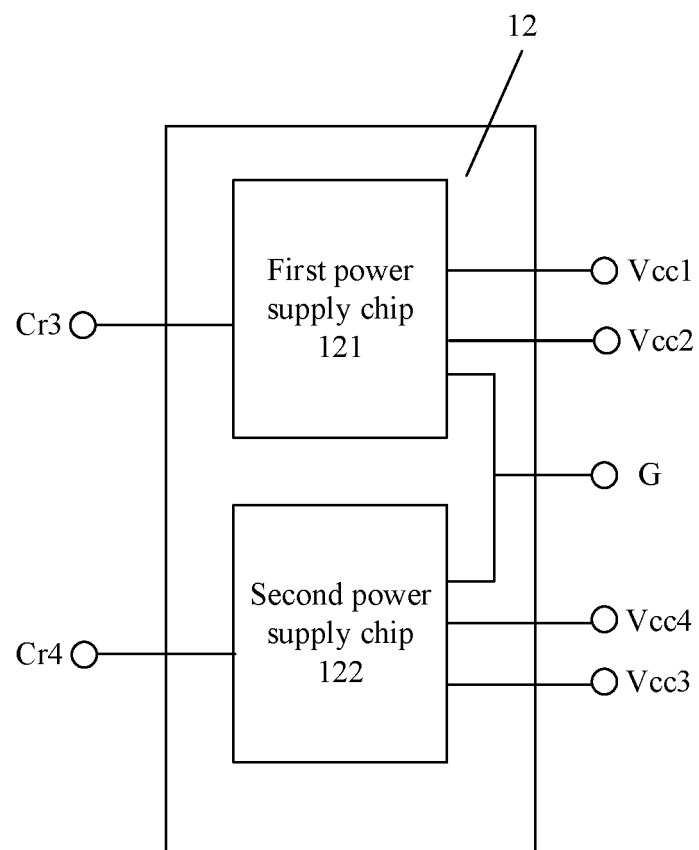 12
First power
supply chip
121
Vcc1
Cr3
Vcc2
G
Second power
supply chip
122
Vcc4
Cr4
Vcc3